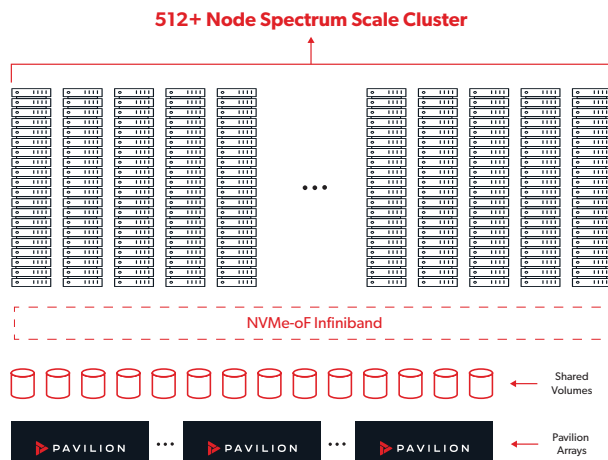 512+ Node Spectrum Scale Cluster
NVMe-oF Infiniband
Shared
Volumes
PAVILION
PAVILION
PAVILION
Pavilion
Arrays